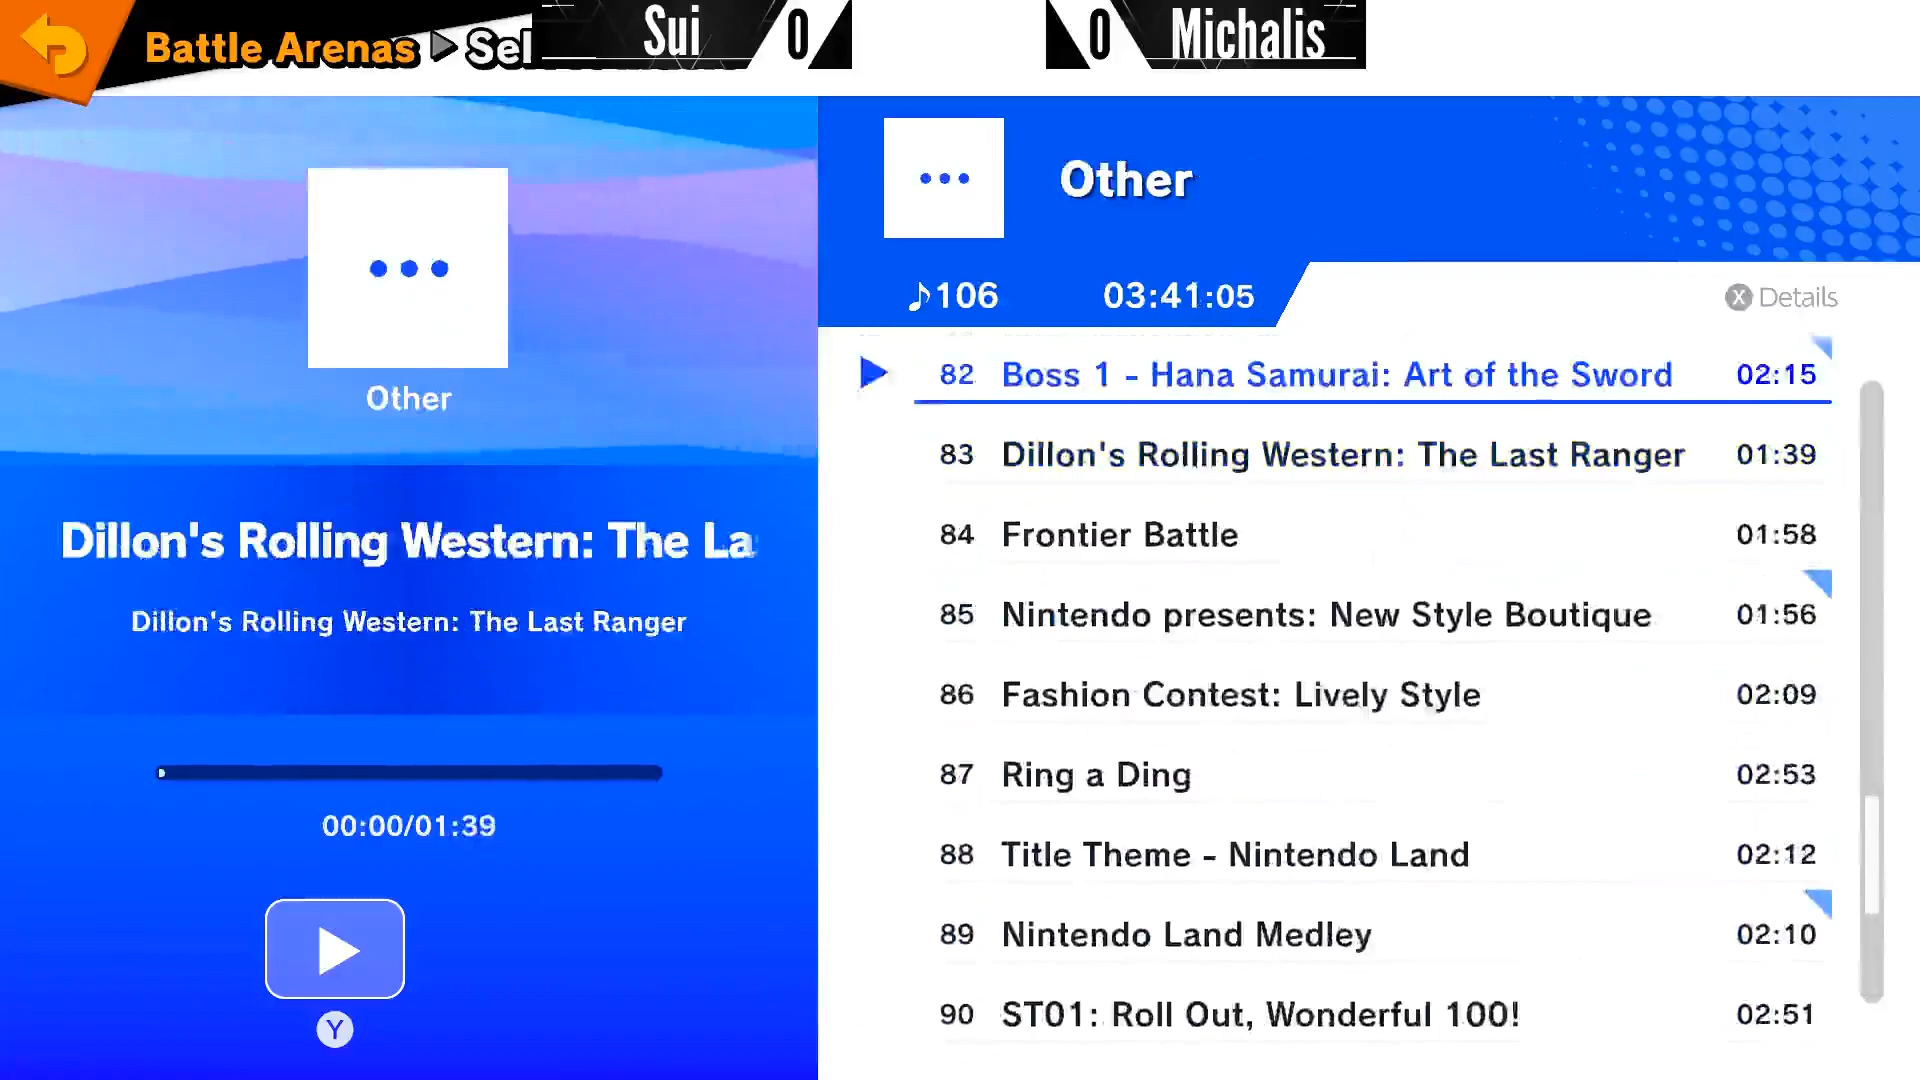 Battle Arenas Sel
Sui 0
0 Michalis
Other
Dillon's Rolling Western: The La
Dillon's Rolling Western: The Last Ranger
00:00/01:39
Y
Other
♪106 03:41:05
X Details
82 Boss 1 - Hana Samurai: Art of the Sword 02:15
83 Dillon's Rolling Western: The Last Ranger 01:39
84 Frontier Battle 01:58
85 Nintendo presents: New Style Boutique 01:56
86 Fashion Contest: Lively Style 02:09
87 Ring a Ding 02:53
88 Title Theme - Nintendo Land 02:12
89 Nintendo Land Medley 02:10
90 ST01: Roll Out, Wonderful 100! 02:51